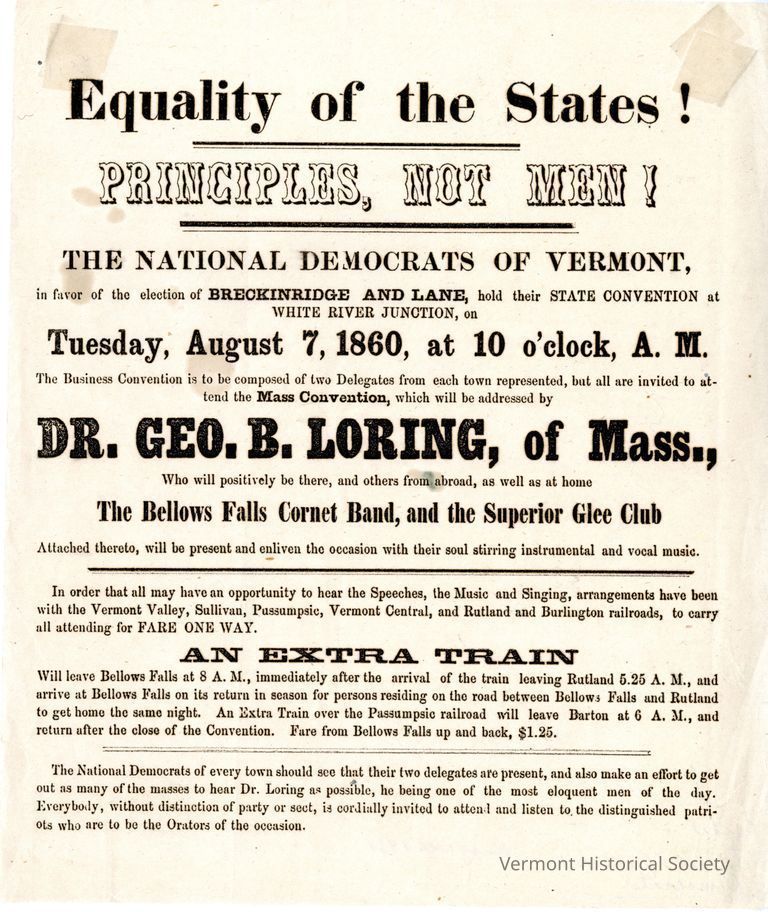 Equality of the States !
PRINCIPLES, NOT MEN !
THE NATIONAL DEMOCRATS OF VERMONT,
in favor of the election of BRECKINRIDGE AND LANE, hold their STATE CONVENTION at
WHITE RIVER JUNCTION, on
Tuesday, August 7, 1860, at 10 o'clock, A. M.
The Business Convention is to be composed of two Delegates from each town represented, but all are invited to at-
tend the Mass Convention, which will be addressed by
DR. GEO. B. LORING, of Mass.,
Who will positively be there, and others from abroad, as well as at home
The Bellows Falls Cornet Band, and the Superior Glee Club
Attached thereto, will be present and enliven the occasion with their soul stirring instrumental and vocal music.
In order that all may have an opportunity to hear the Speeches, the Music and Singing, arrangements have been
with the Vermont Valley, Sullivan, Passumpsic, Vermont Central, and Rutland and Burlington railroads, to carry
all attending for FARE ONE WAY.
AN EXTRA TRAIN
Will leave Bellows Falls at 8 A. M., immediately after the arrival of the train leaving Rutland 5.25 A. M., and
arrive at Bellows Falls on its return in season for persons residing on the road between Bellows Falls and Rutland
to get home the same night. An Extra Train over the Passumpsic railroad will leave Barton at 6 A. M., and
return after the close of the Convention. Fare from Bellows Falls up and back, $1.25.
The National Democrats of every town should see that their two delegates are present, and also make an effort to get
out as many of the masses to hear Dr. Loring as possible, he being one of the most eloquent men of the day.
Everybody, without distinction of party or sect, is cordially invited to attend and listen to the distinguished patri-
ots who are to be the Orators of the occasion.
Vermont Historical Society